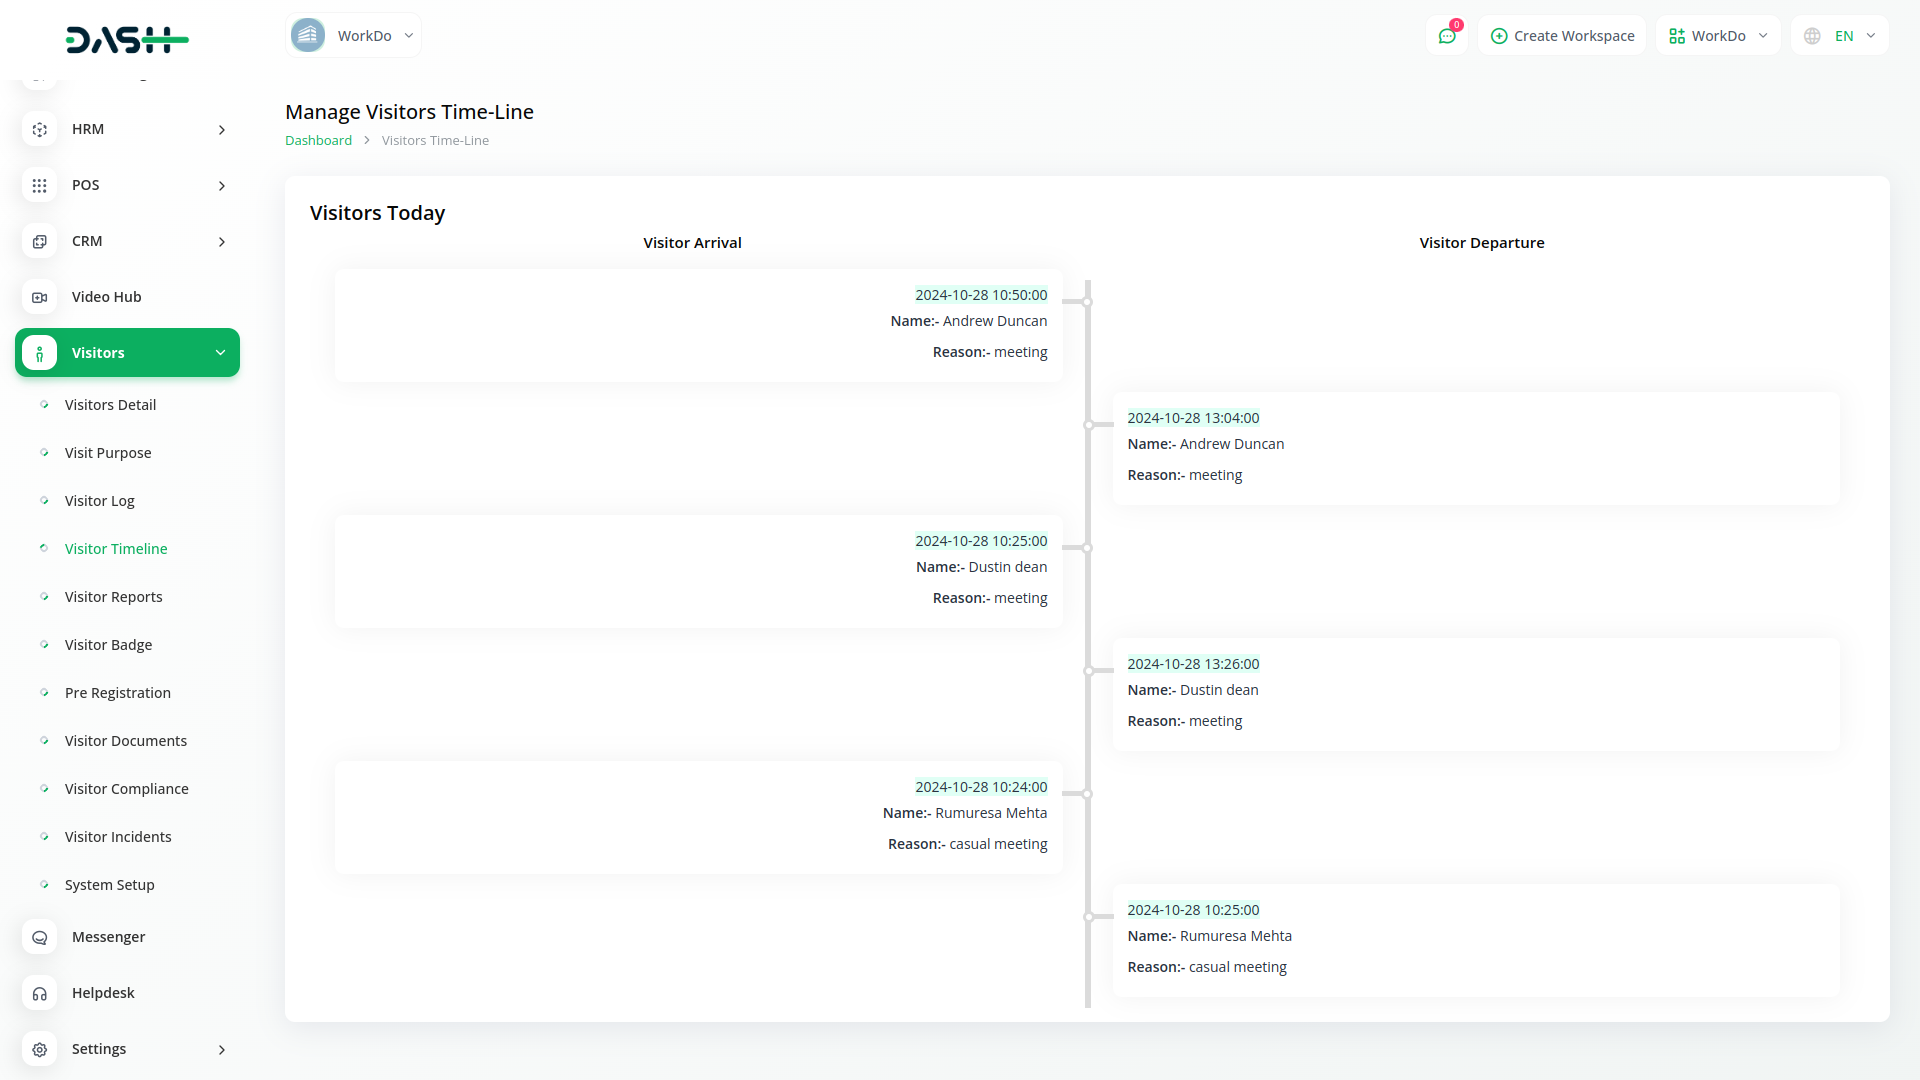 DASH
WorkDo
0
Create Workspace
WorkDo
EN
HRM
POS
CRM
Video Hub
Visitors
Visitors Detail
Visit Purpose
Visitor Log
Visitor Timeline
Visitor Reports
Visitor Badge
Pre Registration
Visitor Documents
Visitor Compliance
Visitor Incidents
System Setup
Messenger
Helpdesk
Settings
Manage Visitors Time-Line
Dashboard > Visitors Time-Line
Visitors Today
Visitor Arrival
Visitor Departure
2024-10-28 10:50:00
Name:- Andrew Duncan
Reason:- meeting
2024-10-28 13:04:00
Name:- Andrew Duncan
Reason:- meeting
2024-10-28 10:25:00
Name:- Dustin dean
Reason:- meeting
2024-10-28 13:26:00
Name:- Dustin dean
Reason:- meeting
2024-10-28 10:24:00
Name:- Rumuresa Mehta
Reason:- casual meeting
2024-10-28 10:25:00
Name:- Rumuresa Mehta
Reason:- casual meeting